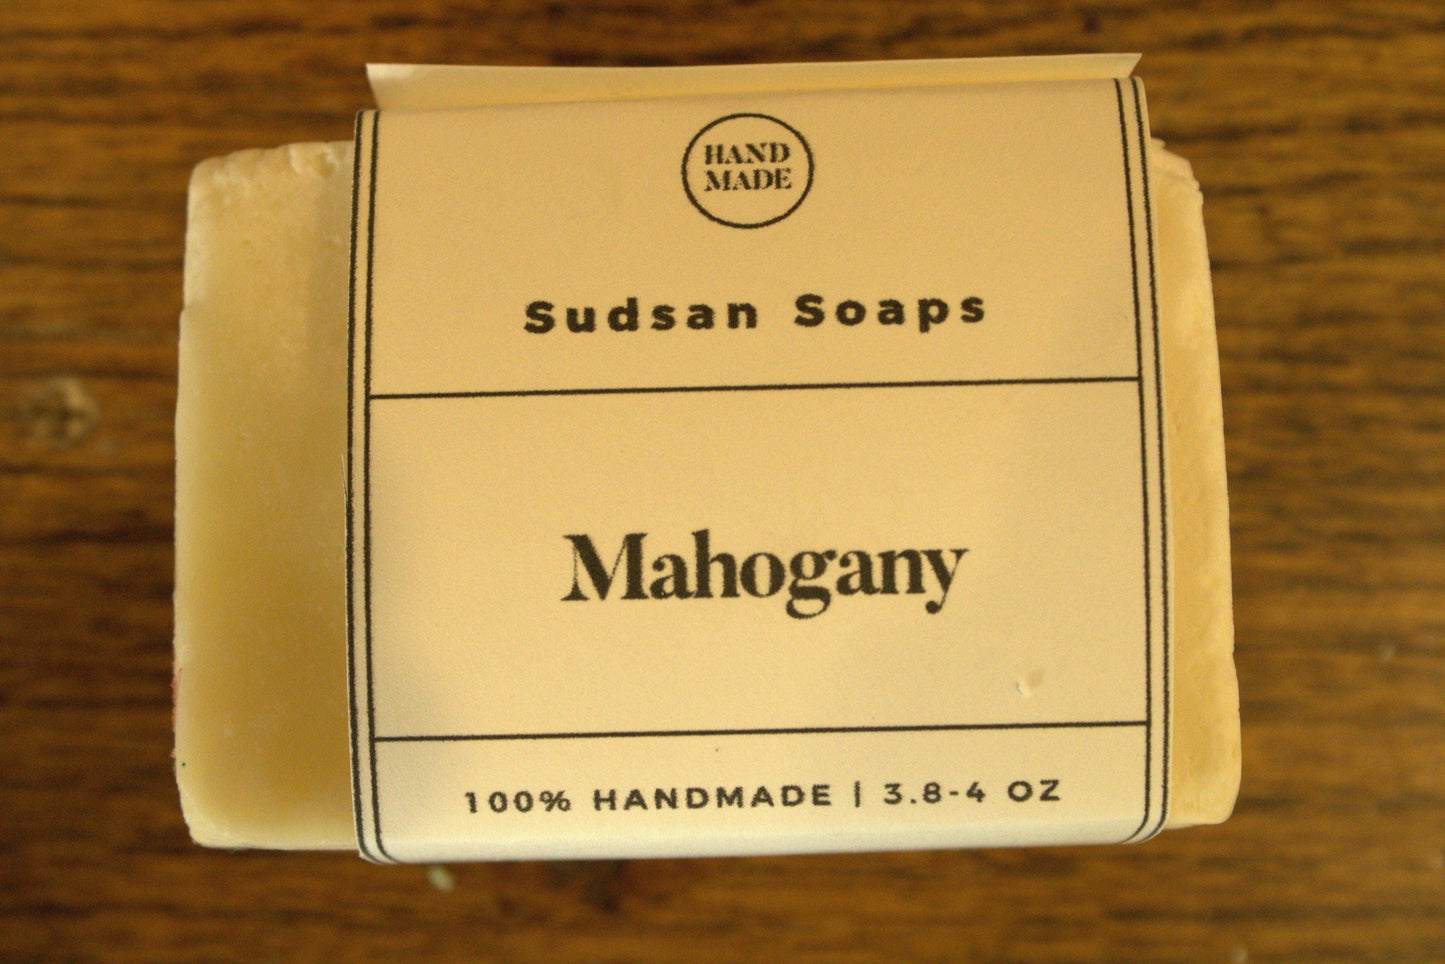 HAND
MADE
Sudsan Soaps
Mahogany
100% HANDMADE | 3.8-4 OZ